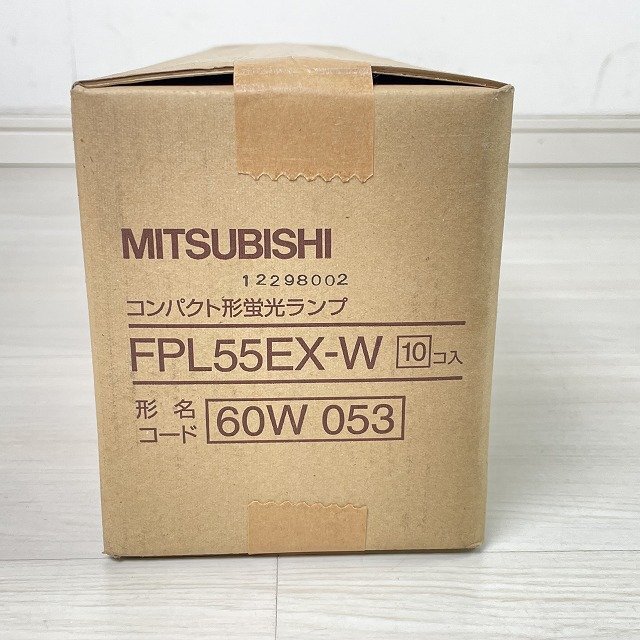 MITSUBISHI
12298002
コンパクト形蛍光ランプ
FPL55EX-W 10コ入
形名
コード 60W 053